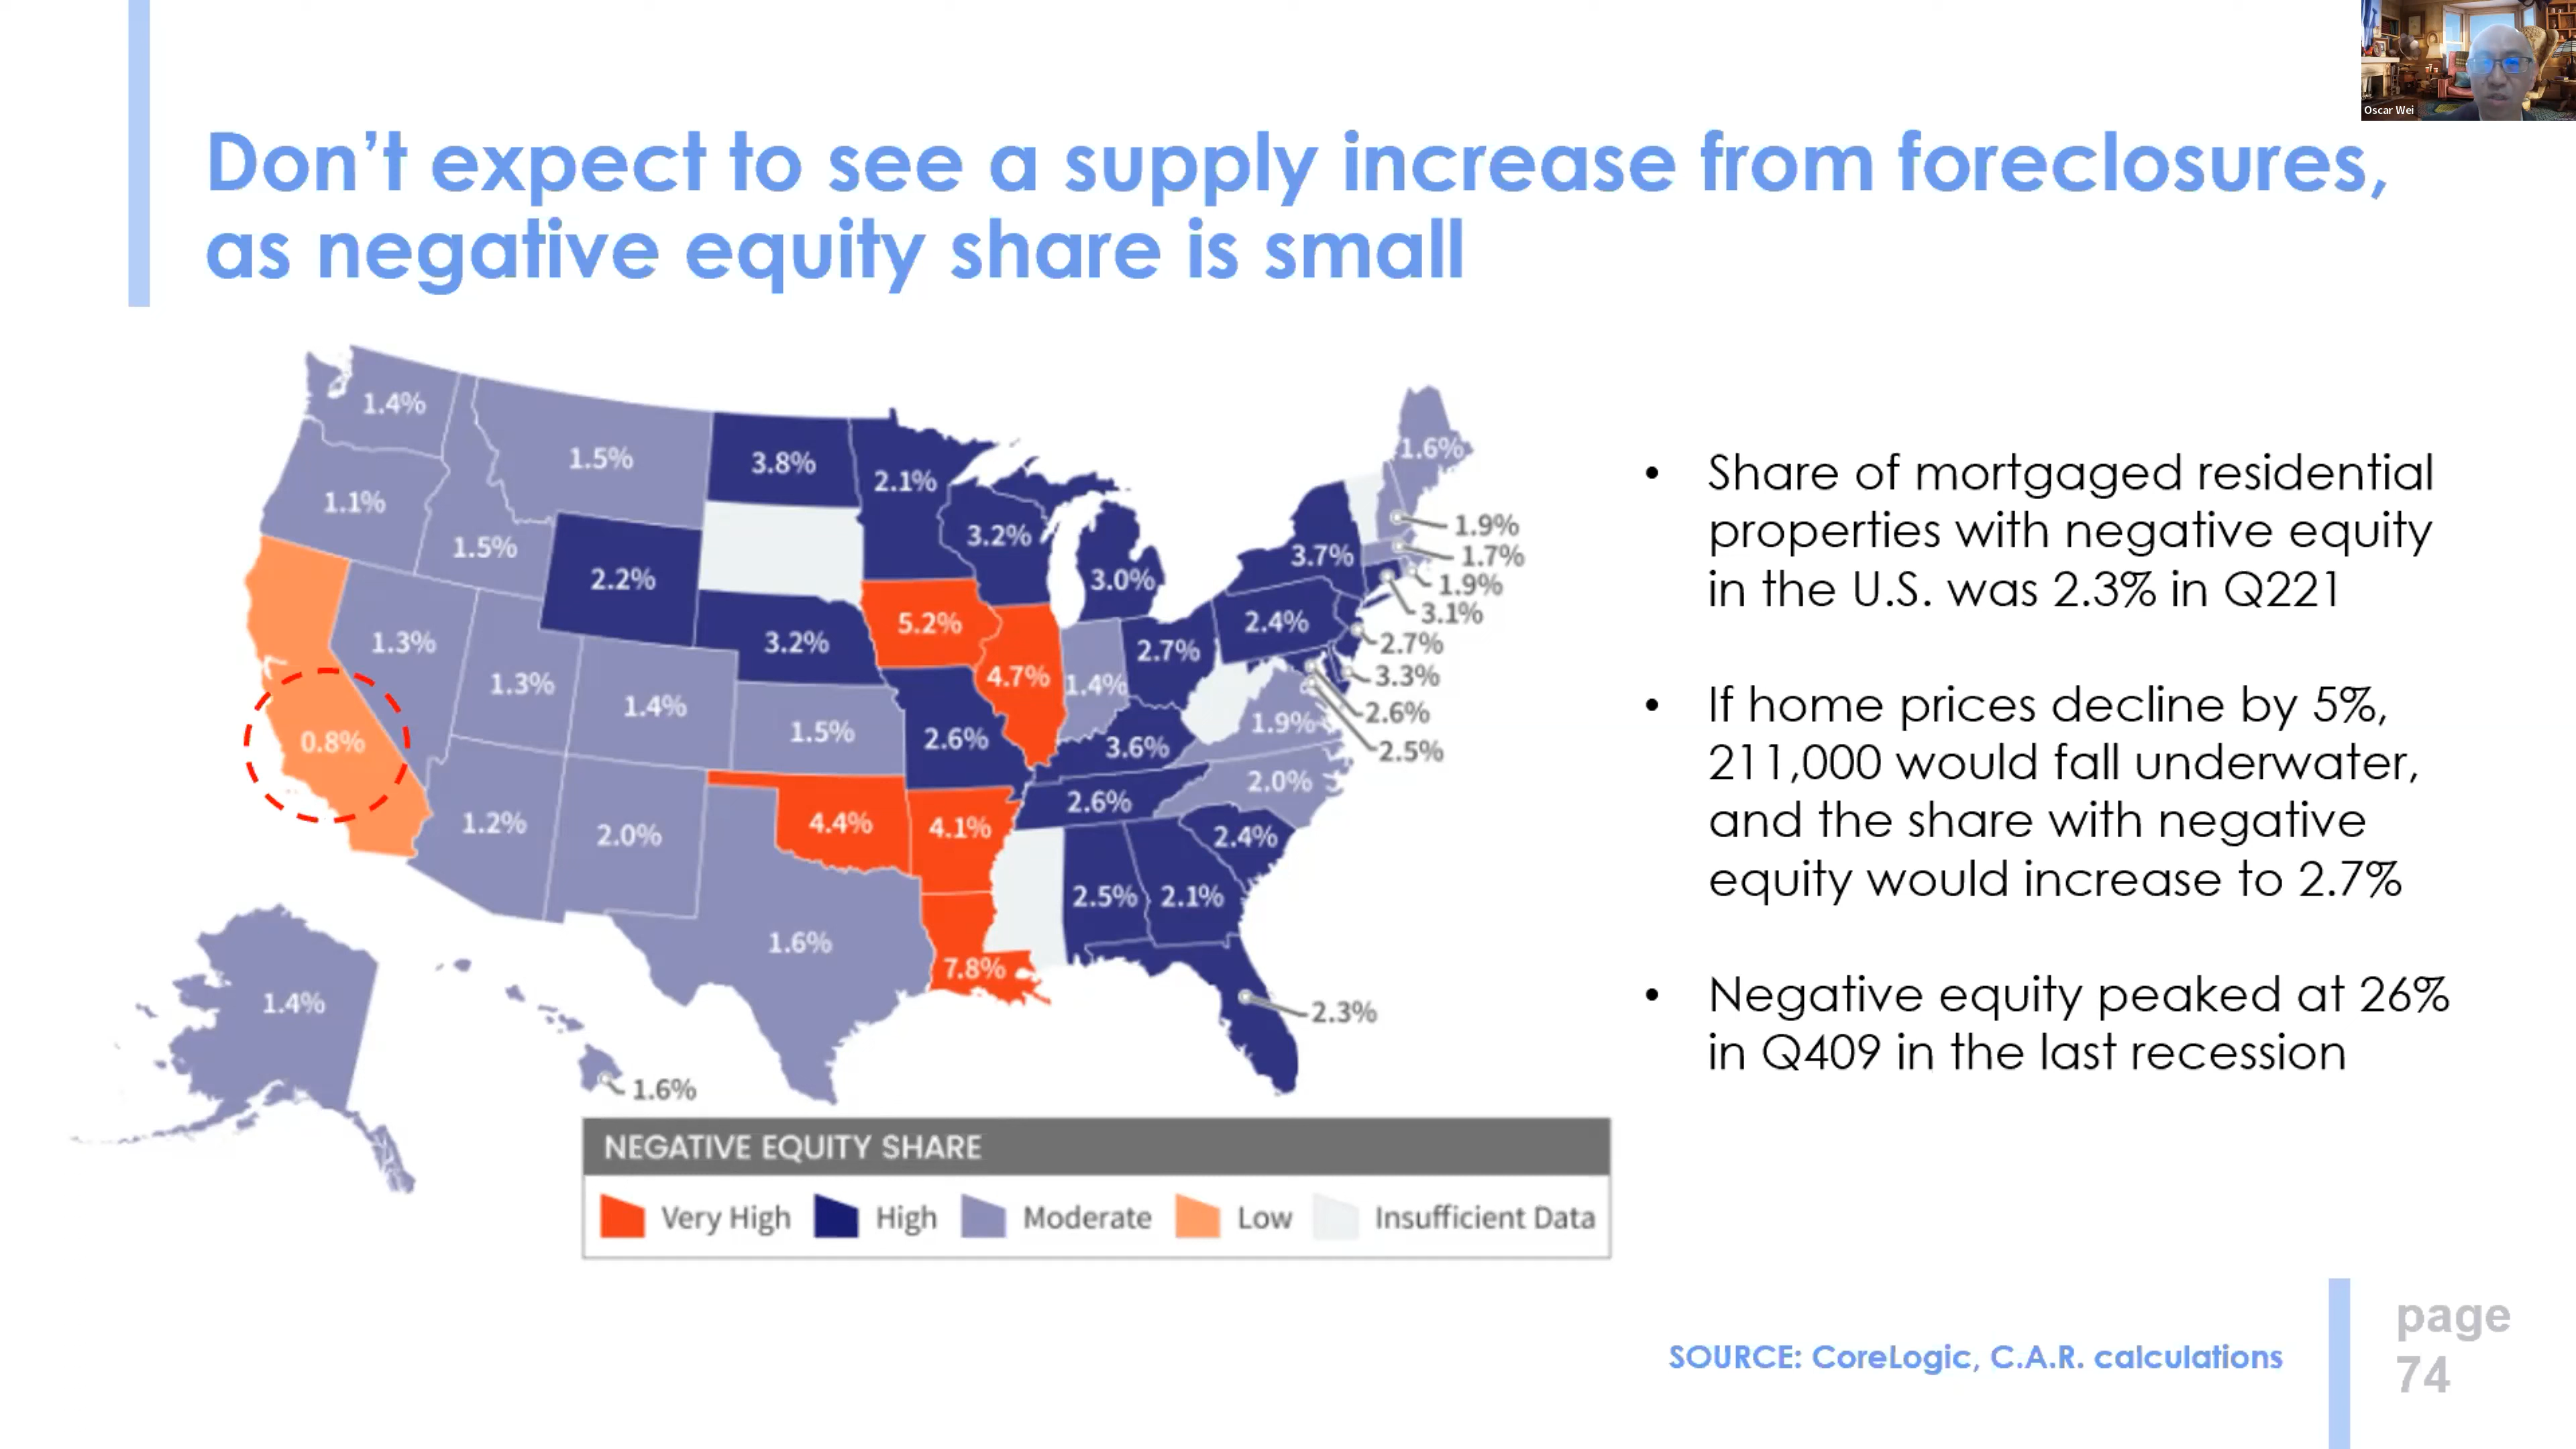 Oscar Wei
Don't expect to see a supply increase from foreclosures,
as negative equity share is small
1.4%
1.5%
3.8%
2.1%
1.6%
1.1%
1.5%
2.2%
3.2%
3.0%
3.7%
1.9%
1.7%
1.9%
3.1%
5.2%
2.4%
2.7%
1.3%
3.2%
4.7%
1.4%
2.7%
3.3%
1.3%
1.4%
1.5%
2.6%
3.6%
1.9%
2.6%
2.5%
0.8%
1.2%
2.0%
4.4%
4.1%
2.6%
2.0%
2.4%
2.5%
2.1%
1.6%
7.8%
2.3%
1.4%
1.6%
NEGATIVE EQUITY SHARE
Very High
High
Moderate
Low
Insufficient Data
• Share of mortgaged residential
properties with negative equity
in the U.S. was 2.3% in Q221
• If home prices decline by 5%,
211,000 would fall underwater,
and the share with negative
equity would increase to 2.7%
• Negative equity peaked at 26%
in Q409 in the last recession
SOURCE: CoreLogic, C.A.R. calculations
page
74